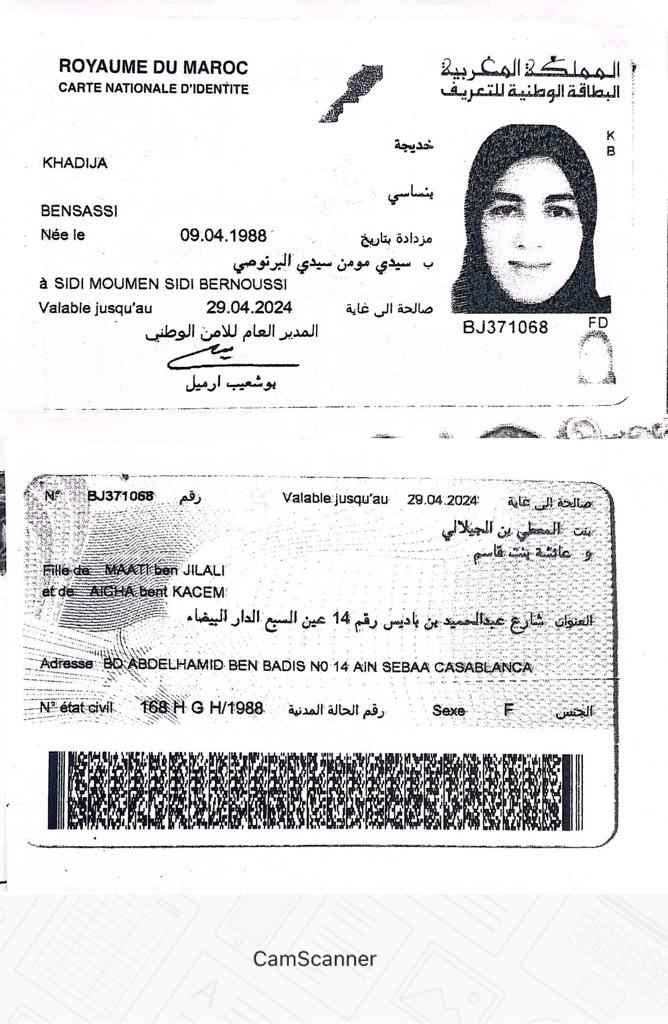 ROYAUME DU MAROC
المملكة المغربية
CARTE NATIONALE D'IDENTITE
البطاقة الوطنية للتعريف
K
B
خديجة
KHADIJA
بنساسي
BENSASSI
Née le 09.04.1988 مزدادة بتاريخ
ب سيدي مومن سيدي البرنوصي
à SIDI MOUMEN SIDI BERNOUSSI
Valable jusqu'au 29.04.2024 صالحة الى غاية
BJ371068
FD
المدير العام للامن الوطني
بوشعيب ارميل
N° BJ371068 رقم Valable jusqu'au 29.04.2024 صالحة الى غاية
بنت المعطي بن الجيلالي
و عائشة بنت قاسم
Fille de MAATI ben JILALI
et de AICHA bent KACEM
العنوان شارع عبدالحميد بن باديس رقم 14 عين السبع الدار البيضاء
Adresse BD ABDELHAMID BEN BADIS N0 14 AIN SEBAA CASABLANCA
N° état civil 168 H G H/1988 رقم الحالة المدنية Sexe F الجنس
CamScanner